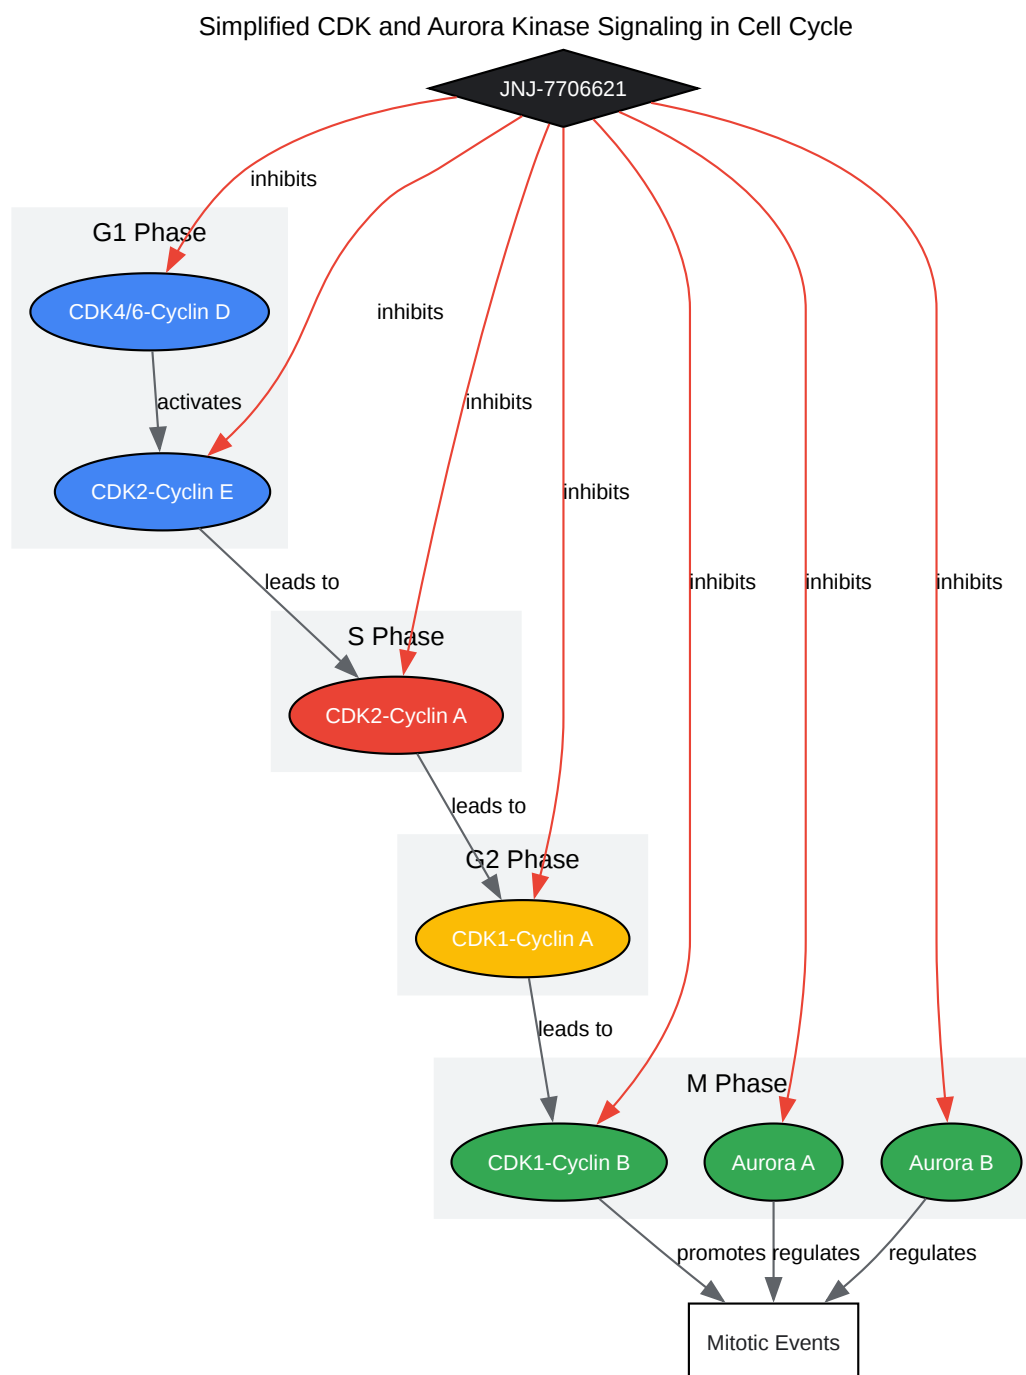 Simplified CDK and Aurora Kinase Signaling in Cell Cycle
JNJ-7706621
inhibits
G1 Phase
CDK4/6-Cyclin D
inhibits
activates
inhibits
CDK2-Cyclin E
inhibits
leads to
inhibits
inhibits
inhibits
S Phase
CDK2-Cyclin A
leads to
G2 Phase
CDK1-Cyclin A
leads to
M Phase
CDK1-Cyclin B
Aurora A
Aurora B
promotes
regulates
regulates
Mitotic Events